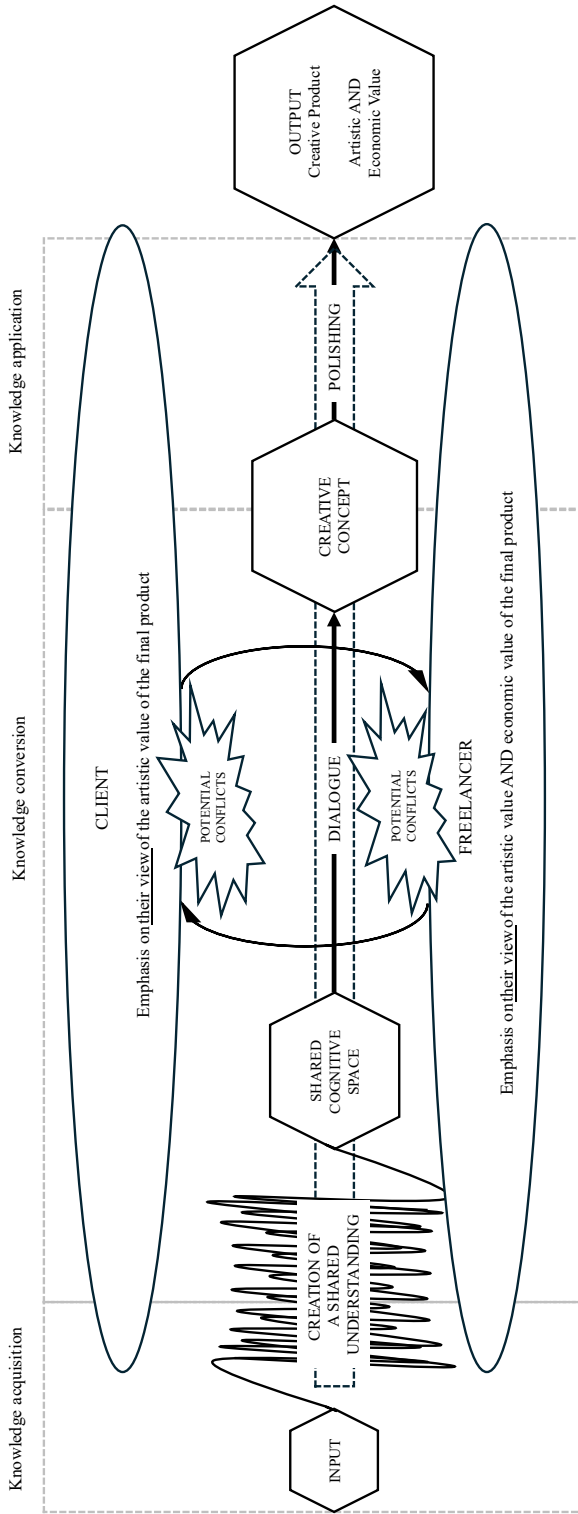 Knowledge acquisition
Knowledge conversion
Knowledge application
CLIENT
Emphasis on their view of the artistic value of the final product
POTENTIAL
CONFLICTS
INPUT
CREATION OF
A SHARED
UNDERSTANDING
SHARED
COGNITIVE
SPACE
DIALOGUE
CREATIVE
CONCEPT
POLISHING
OUTPUT
Creative Product
Artistic AND
Economic Value
POTENTIAL
CONFLICTS
FREELANCER
Emphasis on their view of the artistic value AND economic value of the final product